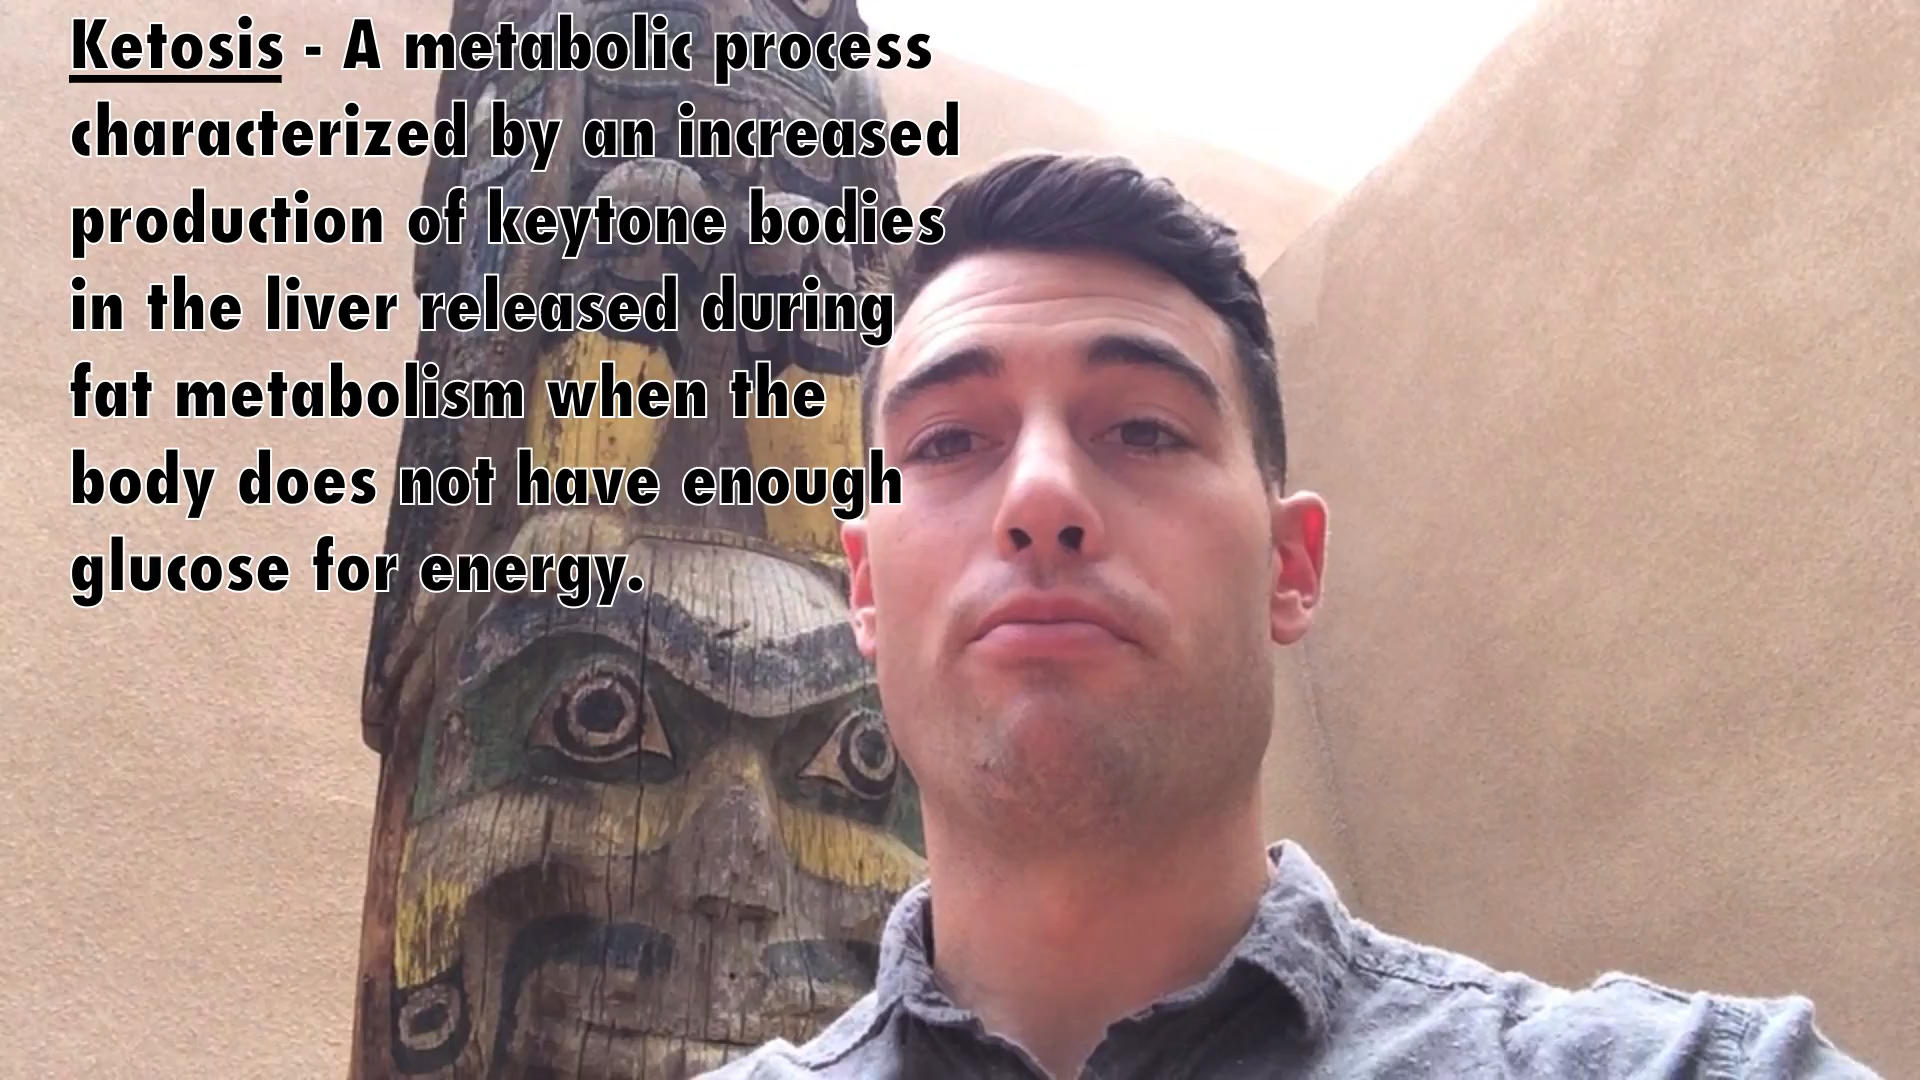 Ketosis - A metabolic process
characterized by an increased
production of keytone bodies
in the liver released during
fat metabolism when the
body does not have enough
glucose for energy.